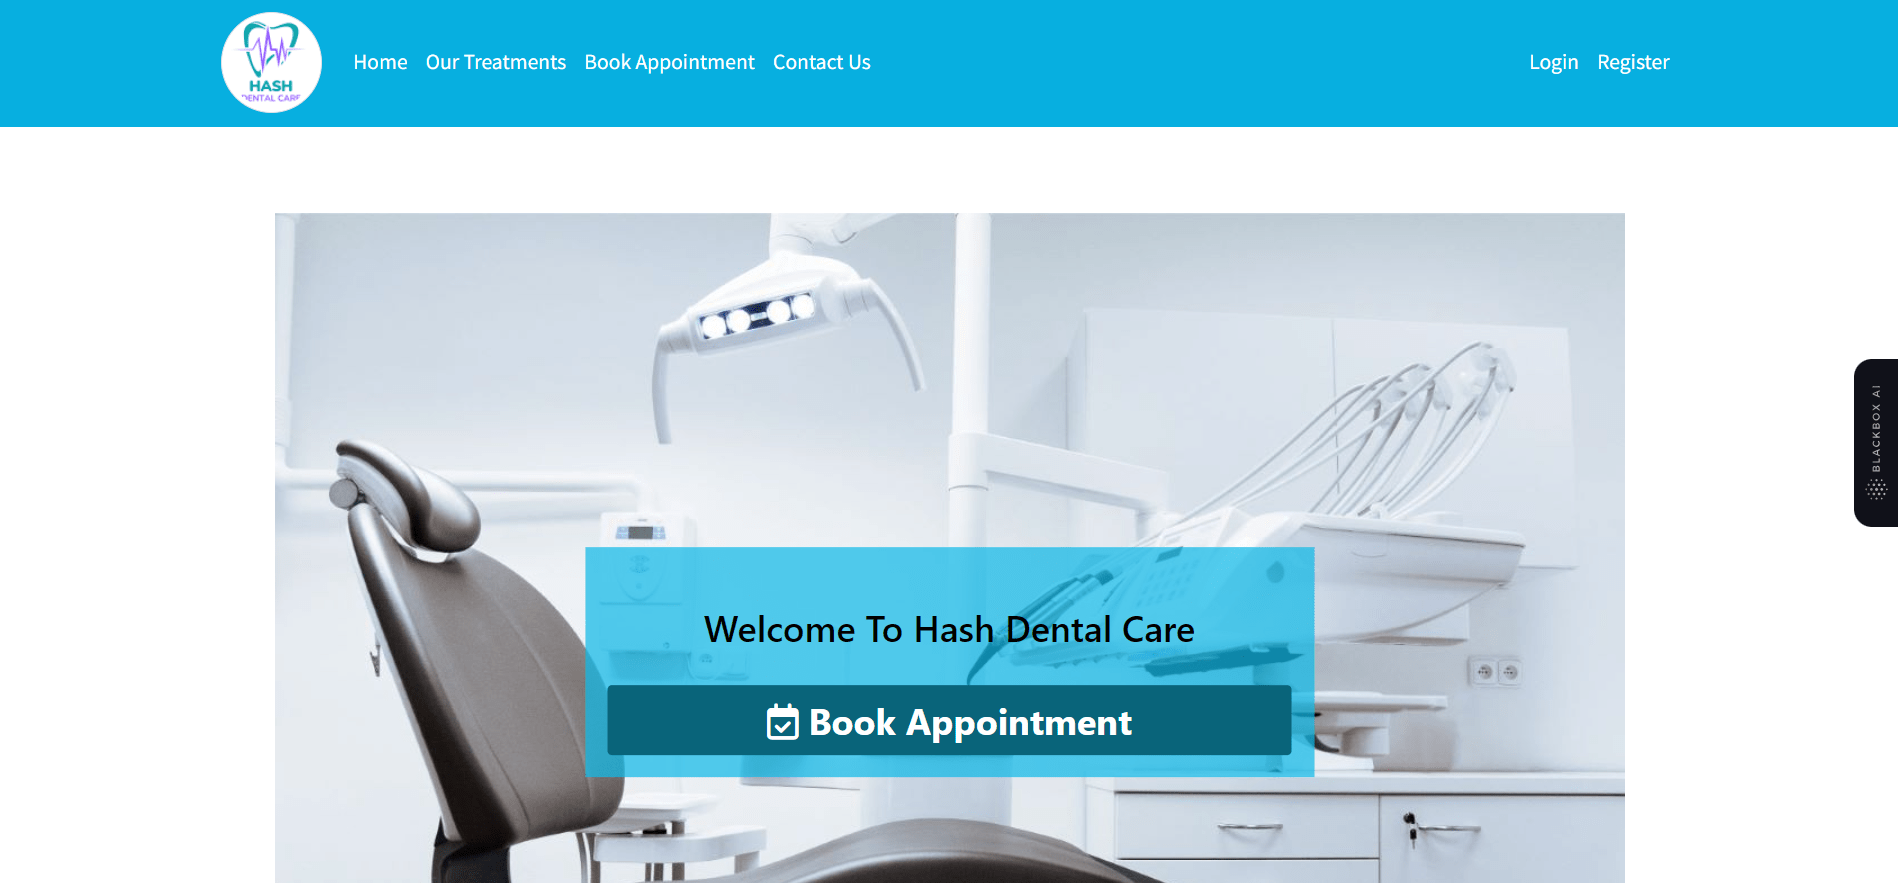 HASH
DENTAL CARE
Home
Our Treatments
Book Appointment
Contact Us
Login
Register
BLACKBOX AI
Welcome To Hash Dental Care
Book Appointment